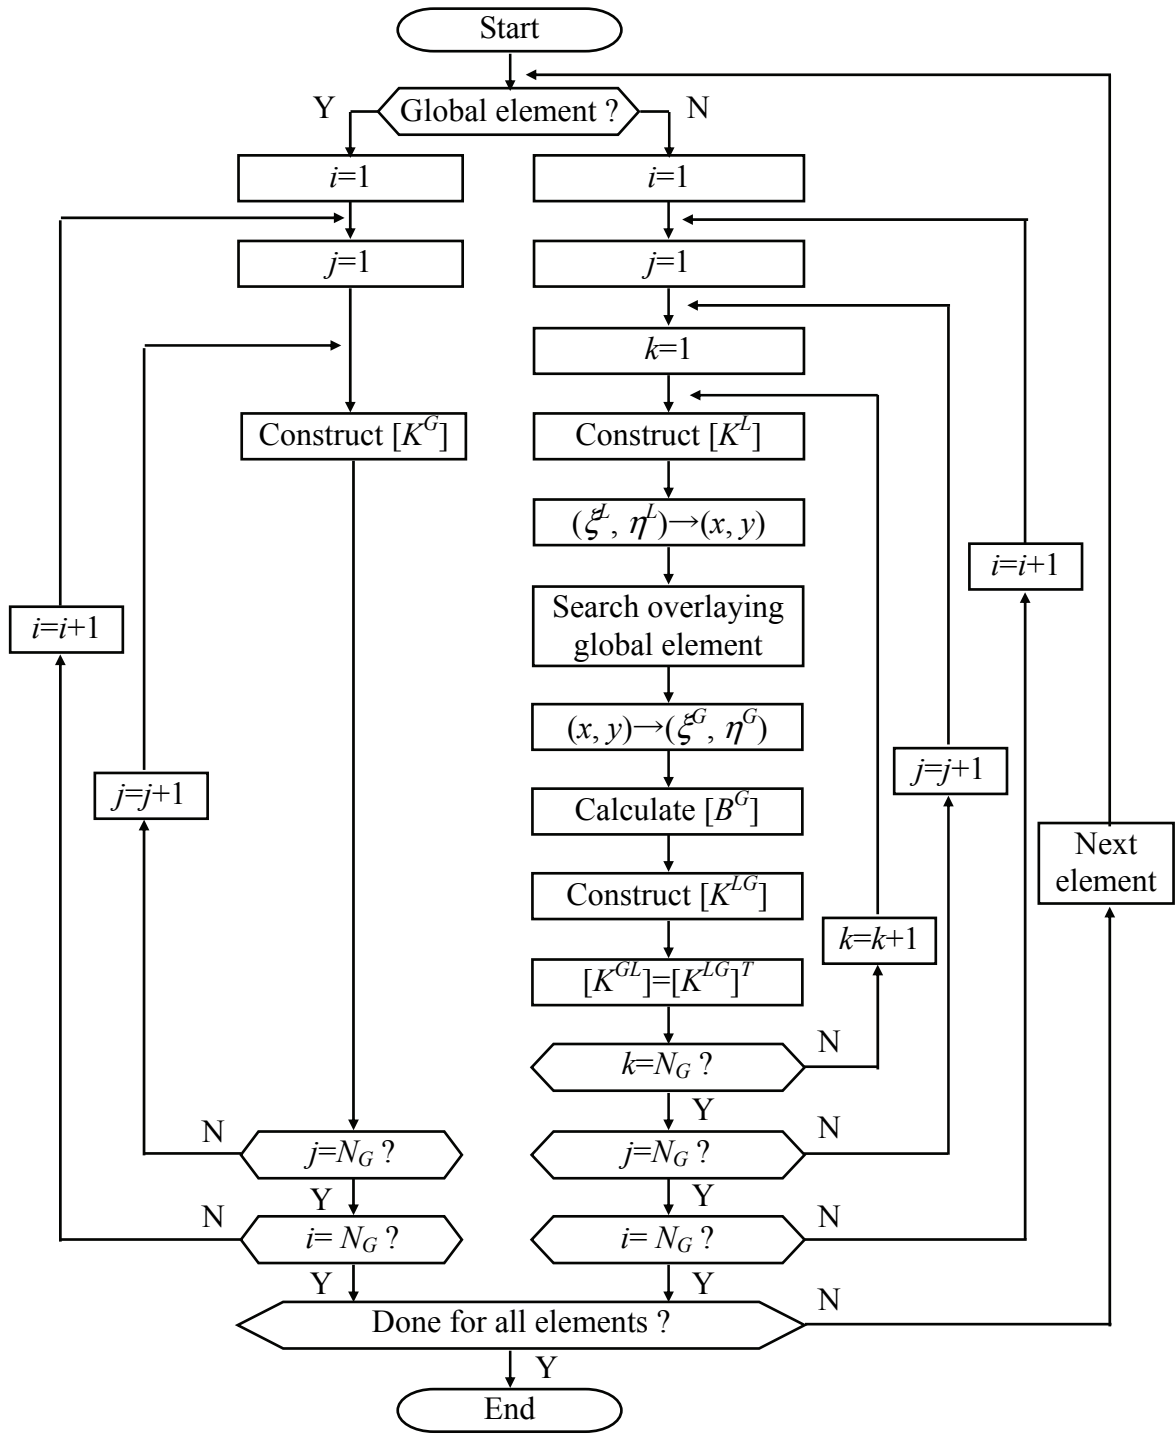 Start
Global element ?
Y
N
i=1
i=1
j=1
j=1
k=1
Construct [K^G]
Construct [K^L]
(ξ^L, η^L)→(x, y)
i=i+1
Search overlaying
global element
i=i+1
(x, y)→(ξ^G, η^G)
j=j+1
j=j+1
Calculate [B^G]
Next
element
Construct [K^LG]
k=k+1
[K^GL]=[K^LG]^T
k=N_G ?
N
Y
N
j=N_G ?
j=N_G ?
N
Y
Y
N
i= N_G ?
i= N_G ?
N
Y
Y
Done for all elements ?
N
Y
End